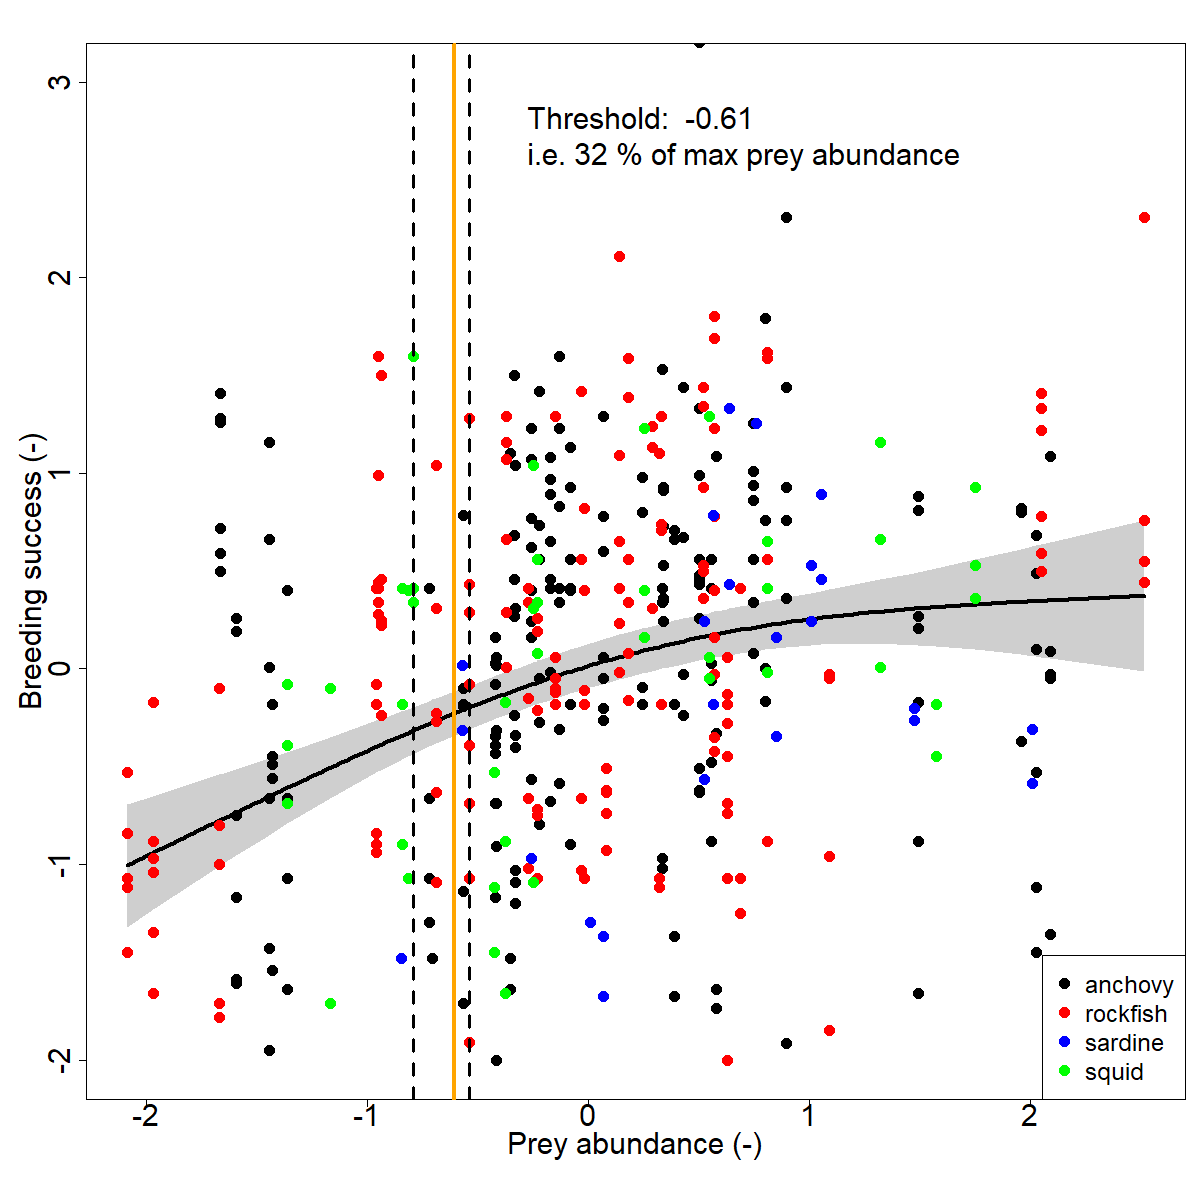 3
Threshold:  -0.61
i.e. 32 % of max prey abundance
2
1
0
-1
-2
Breeding success (-)
anchovy
rockfish
sardine
squid
-2 -1 0 1 2
Prey abundance (-)